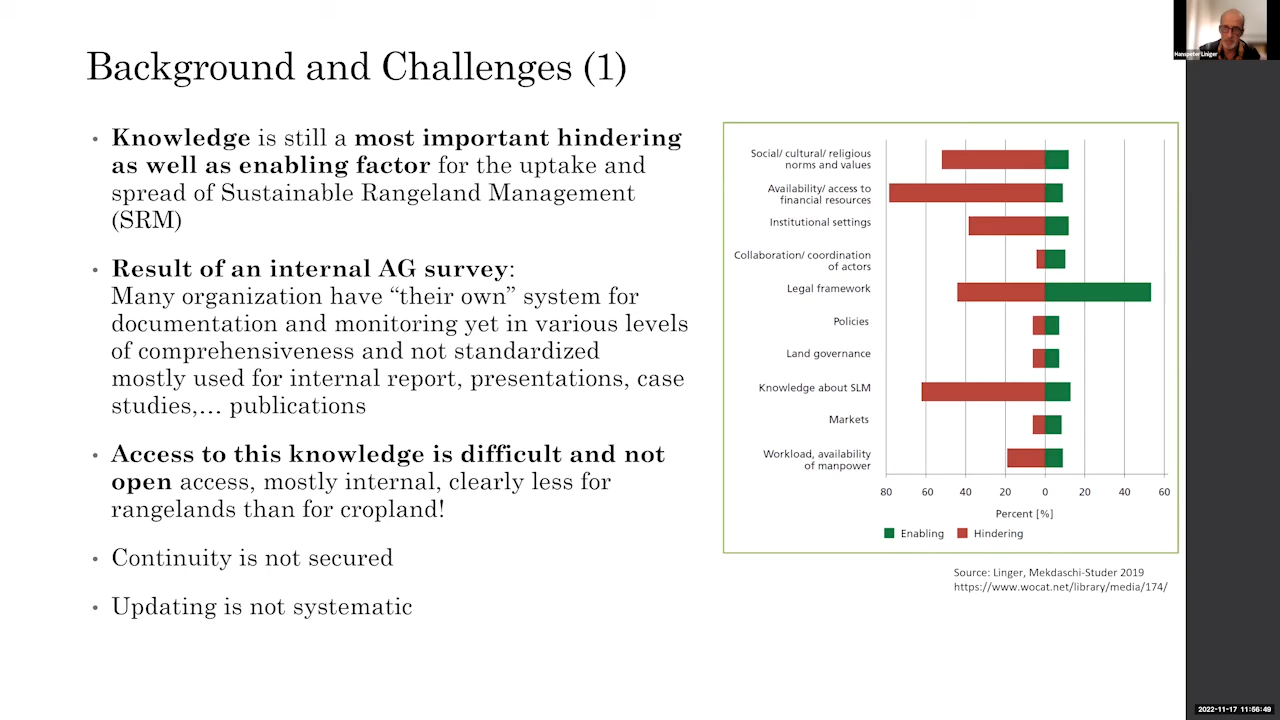 Background and Challenges (1)
• Knowledge is still a most important hindering
as well as enabling factor for the uptake and
spread of Sustainable Rangeland Management
(SRM)
• Result of an internal AG survey:
Many organization have “their own” system for
documentation and monitoring yet in various levels
of comprehensiveness and not standardized
mostly used for internal report, presentations, case
studies,… publications
• Access to this knowledge is difficult and not
open access, mostly internal, clearly less for
rangelands than for cropland!
• Continuity is not secured
• Updating is not systematic
Social/ cultural/ religious
norms and values
Availability/ access to
financial resources
Institutional settings
Collaboration/ coordination
of actors
Legal framework
Policies
Land governance
Knowledge about SLM
Markets
Workload, availability
of manpower
80 60 40 20 0 20 40 60
Percent [%]
Enabling Hindering
Source: Linger, Mekdaschi-Studer 2019
https://www.wocat.net/library/media/174/
Hanspeter Liniger
2022-11-17 11:56:49